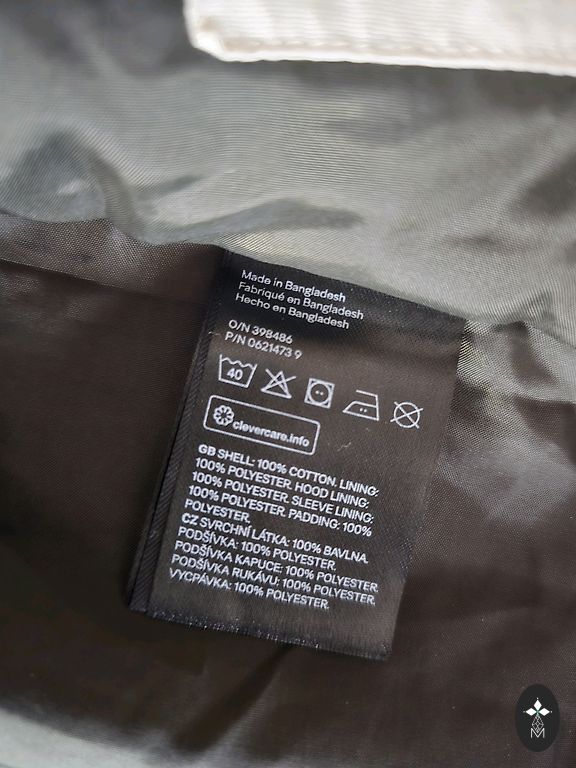 Made in Bangladesh
Fabriqué en Bangladesh
Hecho en Bangladesh
O/N 398486
P/N 0621473 9
40
clevercare.info
GB SHELL: 100% COTTON. LINING:
100% POLYESTER. HOOD LINING:
100% POLYESTER. SLEEVE LINING:
100% POLYESTER. PADDING: 100%
POLYESTER.
CZ SVRCHNÍ LÁTKA: 100% BAVLNA.
PODŠÍVKA: 100% POLYESTER.
PODŠÍVKA KAPUCE: 100% POLYESTER.
PODŠÍVKA RUKÁVU: 100% POLYESTER.
VYCPÁVKA: 100% POLYESTER.
M